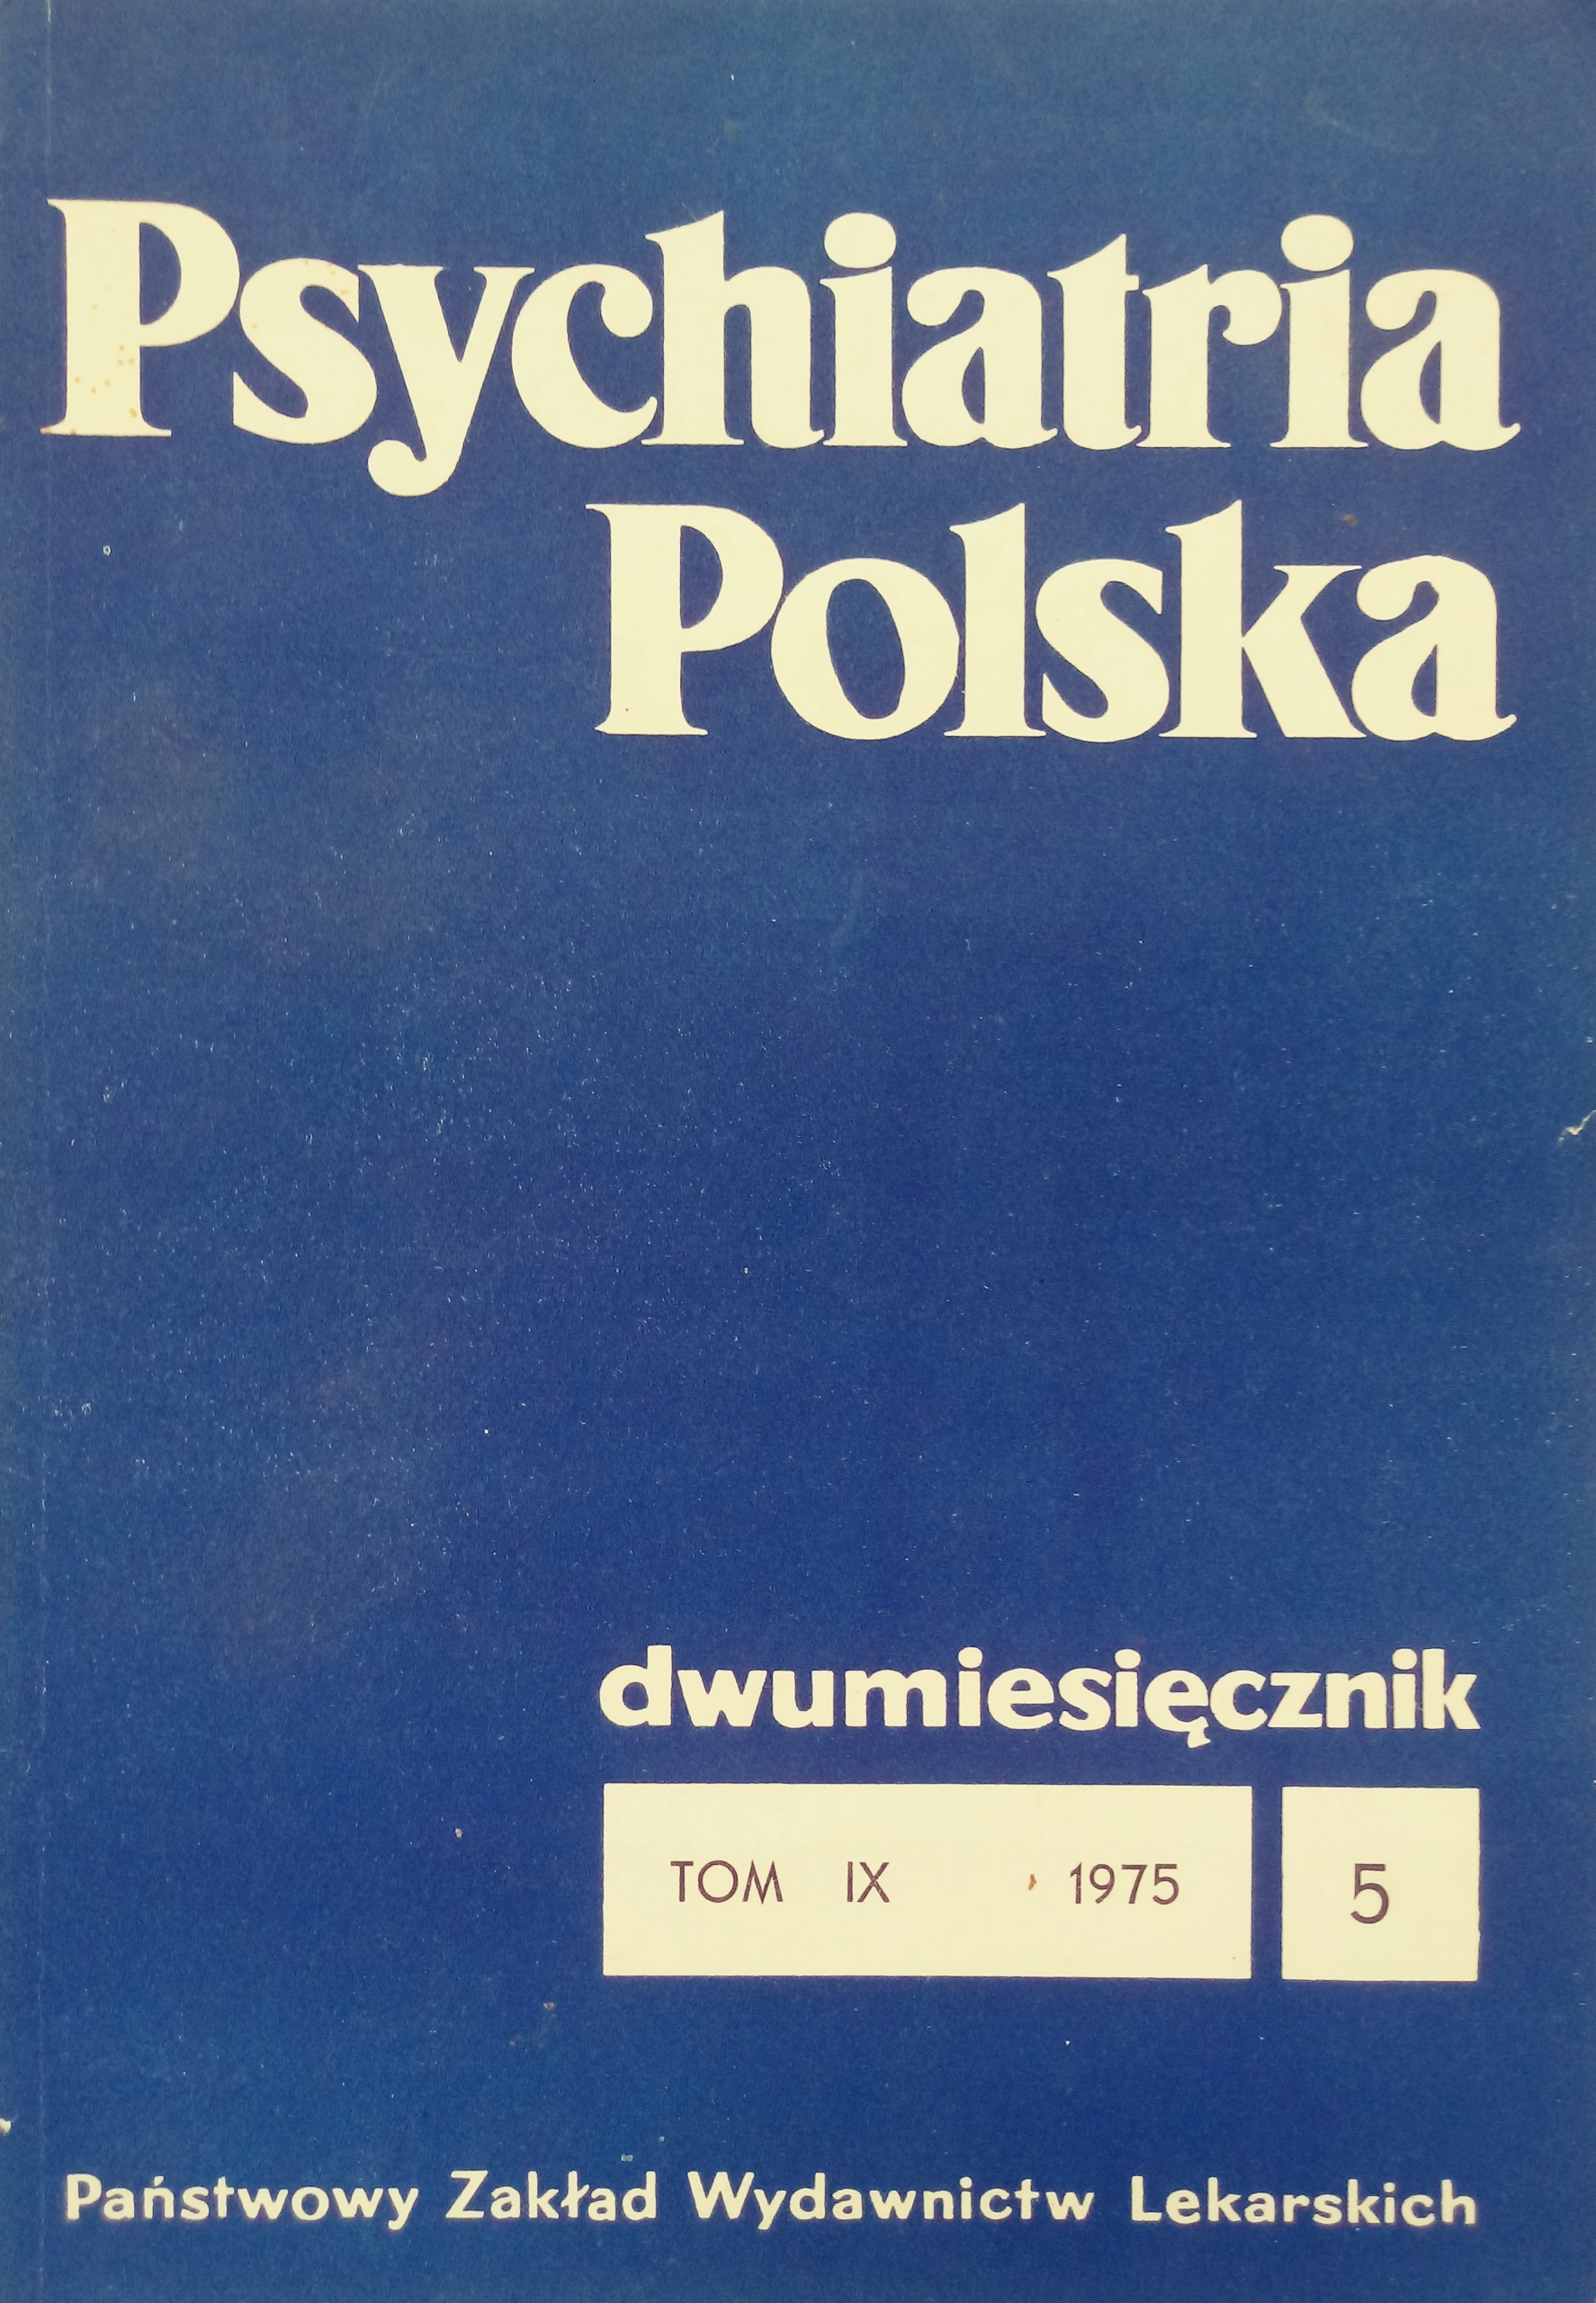 Psychiatria
Polska
dwumiesięcznik
TOM IX 1975 5
Państwowy Zakład Wydawnictw Lekarskich